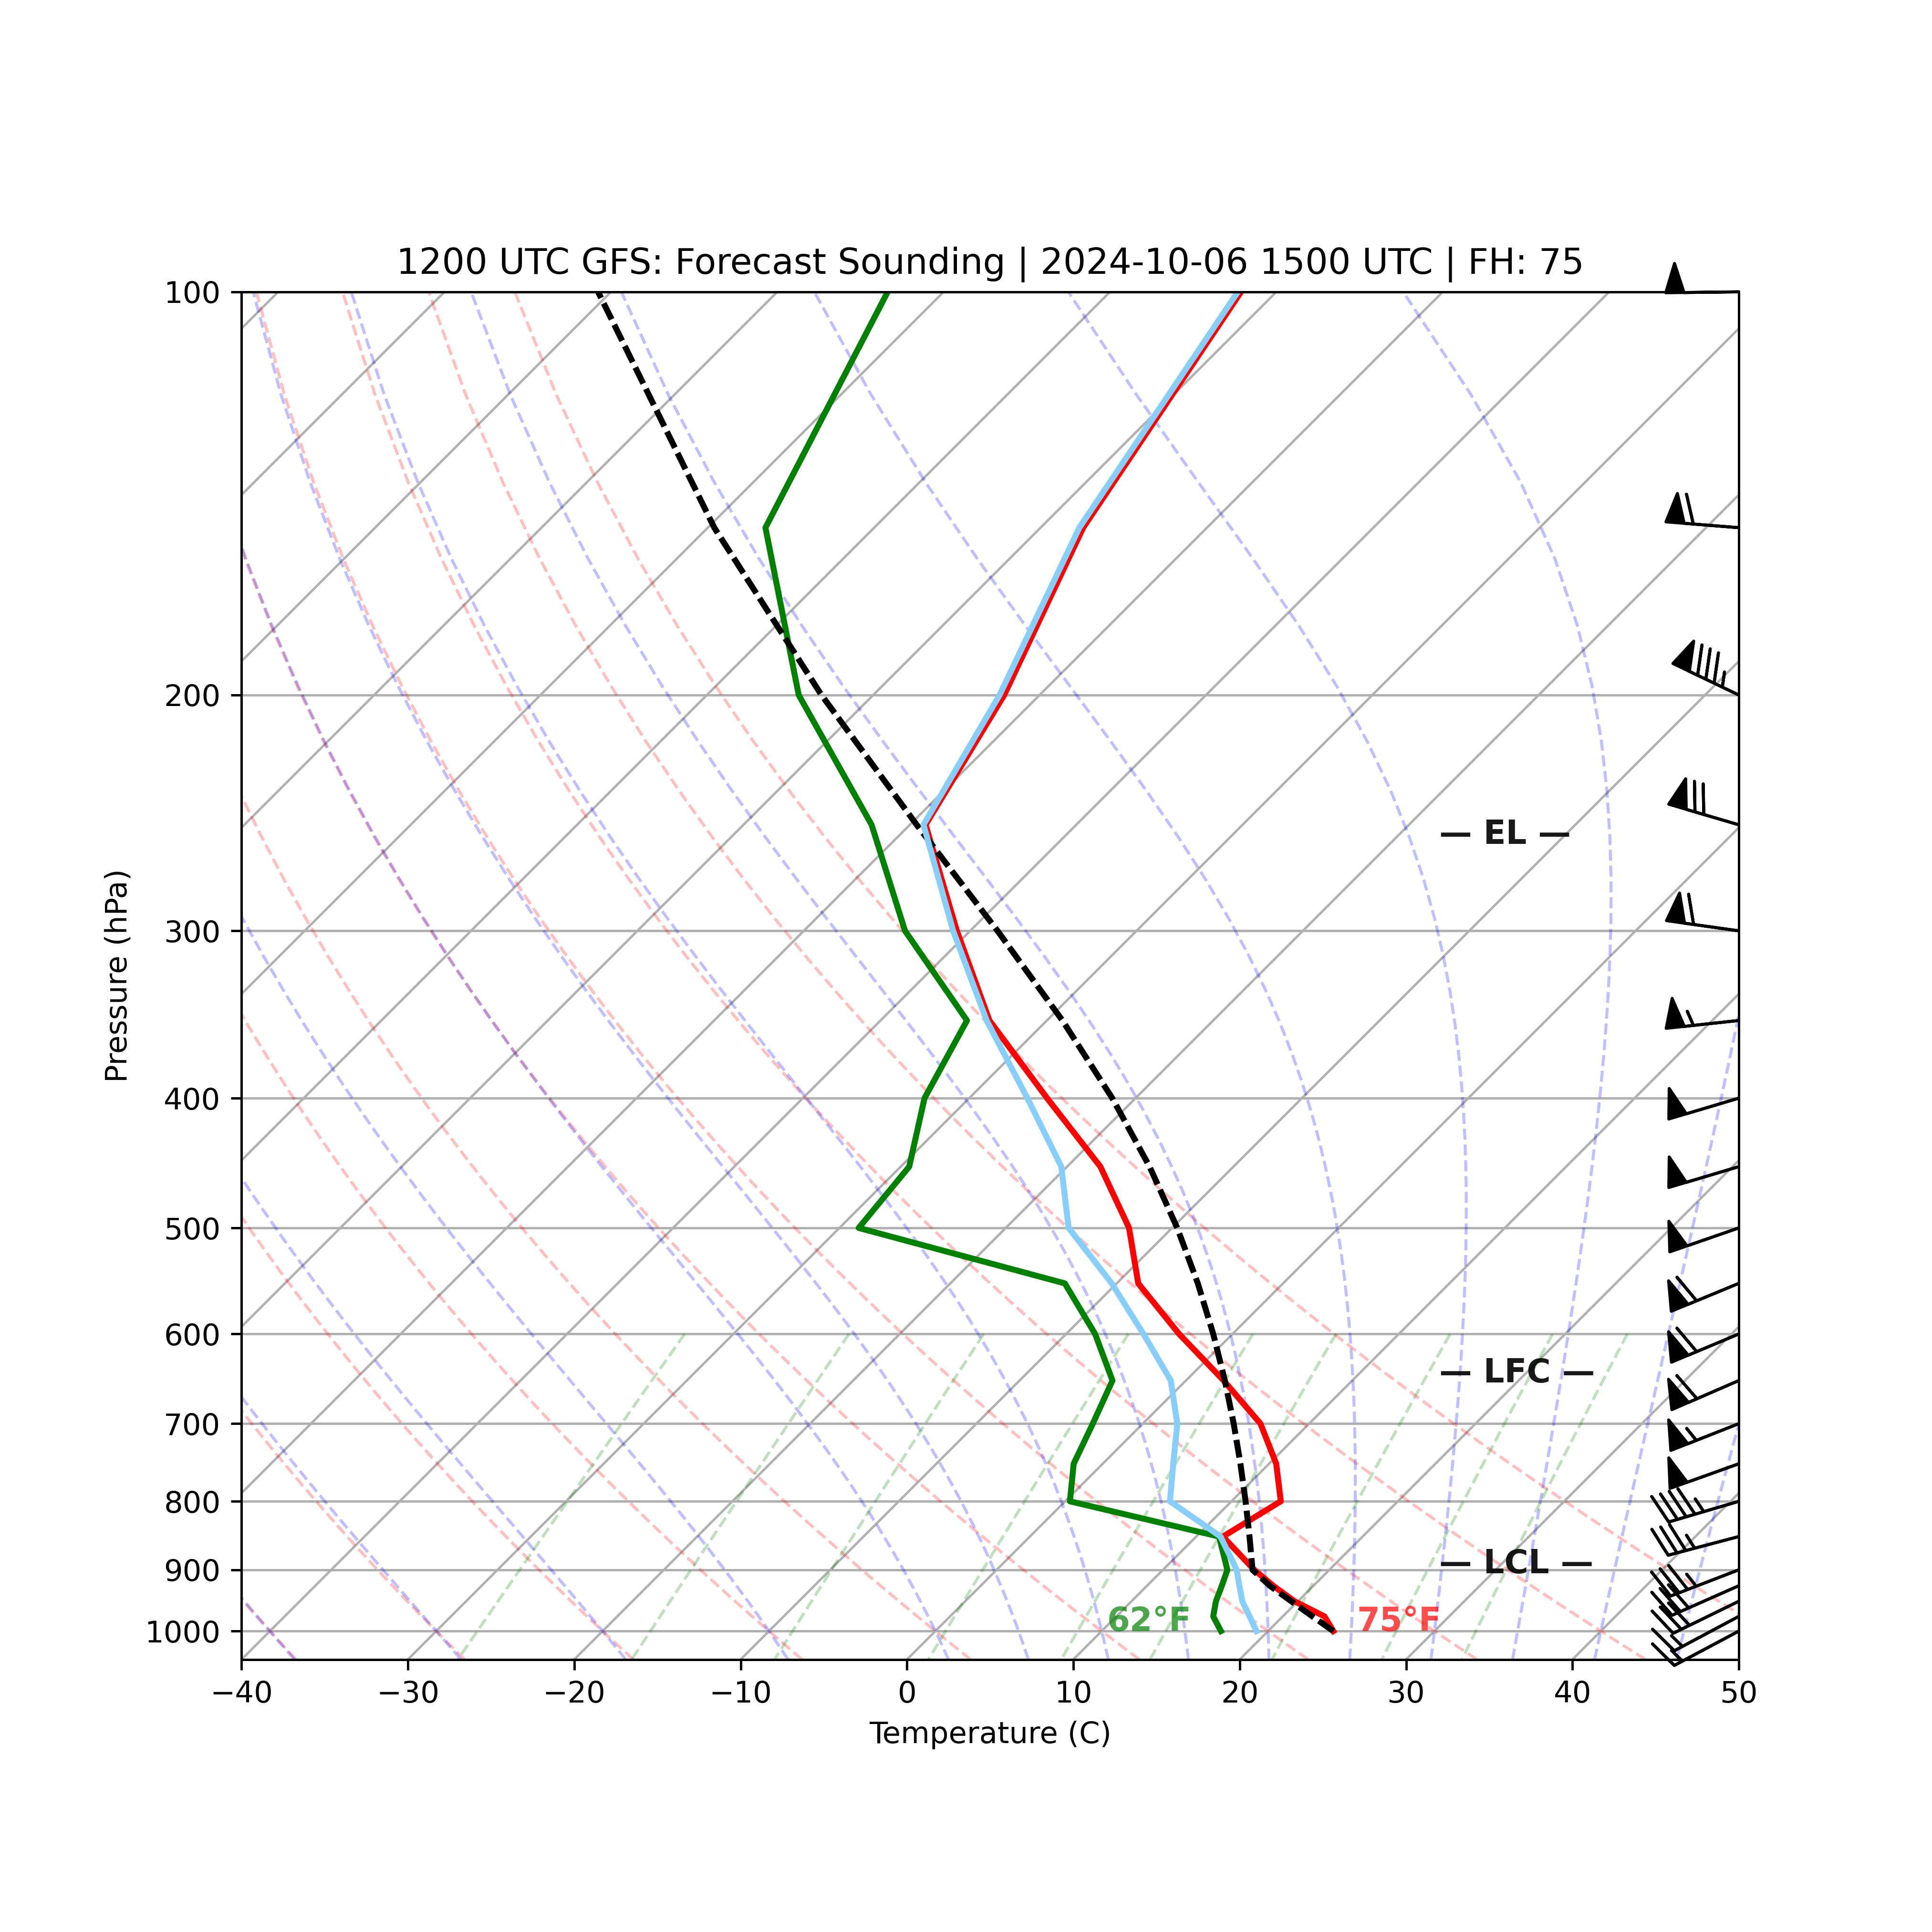 1200 UTC GFS: Forecast Sounding | 2024-10-06 1500 UTC | FH: 75
100
200
300
400
500
600
700
800
900
1000
Pressure (hPa)
— EL —
— LFC —
— LCL —
62°F
75°F
−40 −30 −20 −10 0 10 20 30 40 50
Temperature (C)